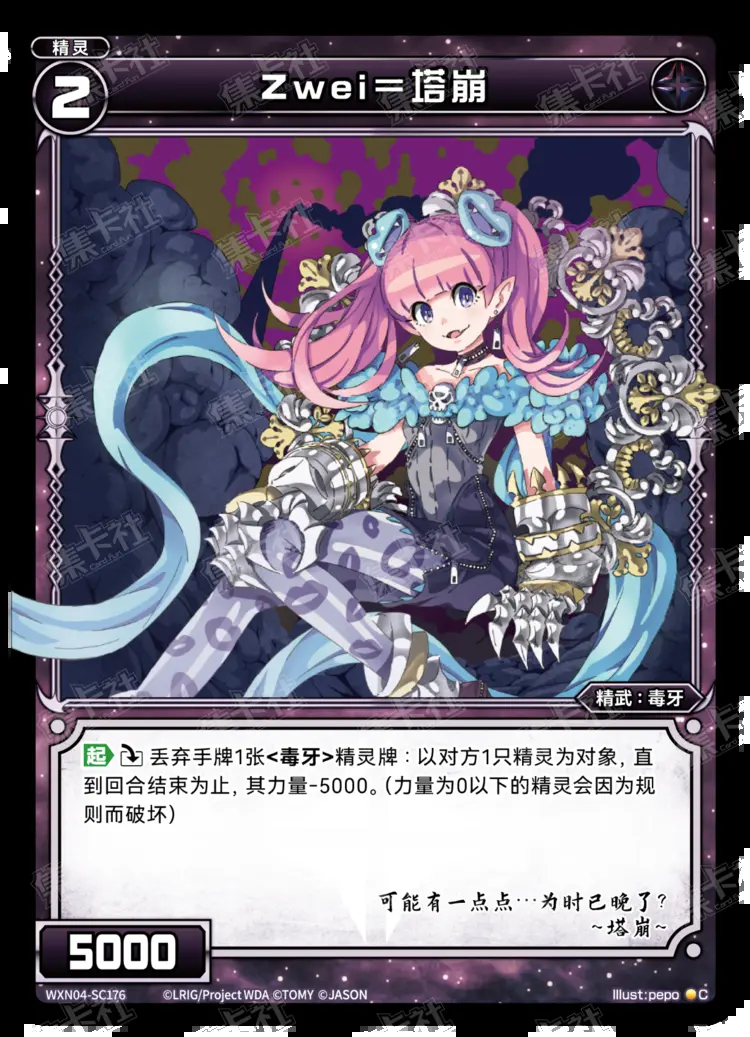 精灵
2
Zwei＝塔崩
精武：毒牙
起 丢弃手牌1张<毒牙>精灵牌：以对方1只精灵为对象，直
到回合结束为止，其力量-5000。（力量为0以下的精灵会因为规
则而破坏）
可能有一点点…为时已晚了？
~塔崩~
5000
WXN04-SC176 ©LRIG/Project WDA ©TOMY ©JASON Illust:pepo C
集卡社